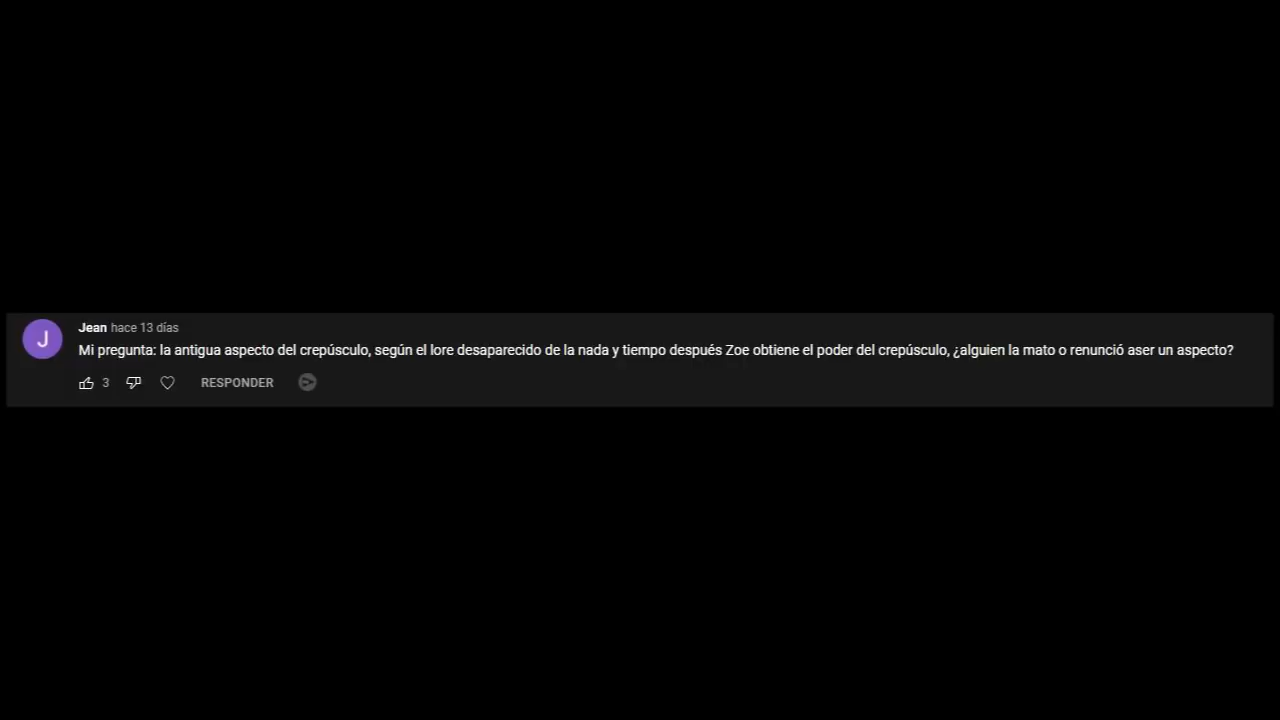 J
Jean hace 13 días
Mi pregunta: la antigua aspecto del crepúsculo, según el lore desaparecido de la nada y tiempo después Zoe obtiene el poder del crepúsculo, ¿alguien la mato o renunció aser un aspecto?
3 RESPONDER